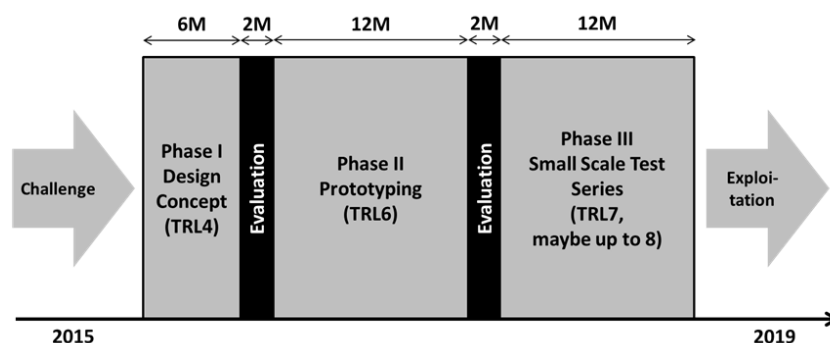 6M 2M 12M 2M 12M
Challenge
Phase I
Design
Concept
(TRL4)
Evaluation
Phase II
Prototyping
(TRL6)
Evaluation
Phase III
Small Scale Test
Series
(TRL7,
maybe up to 8)
Exploi-
tation
2015 2019